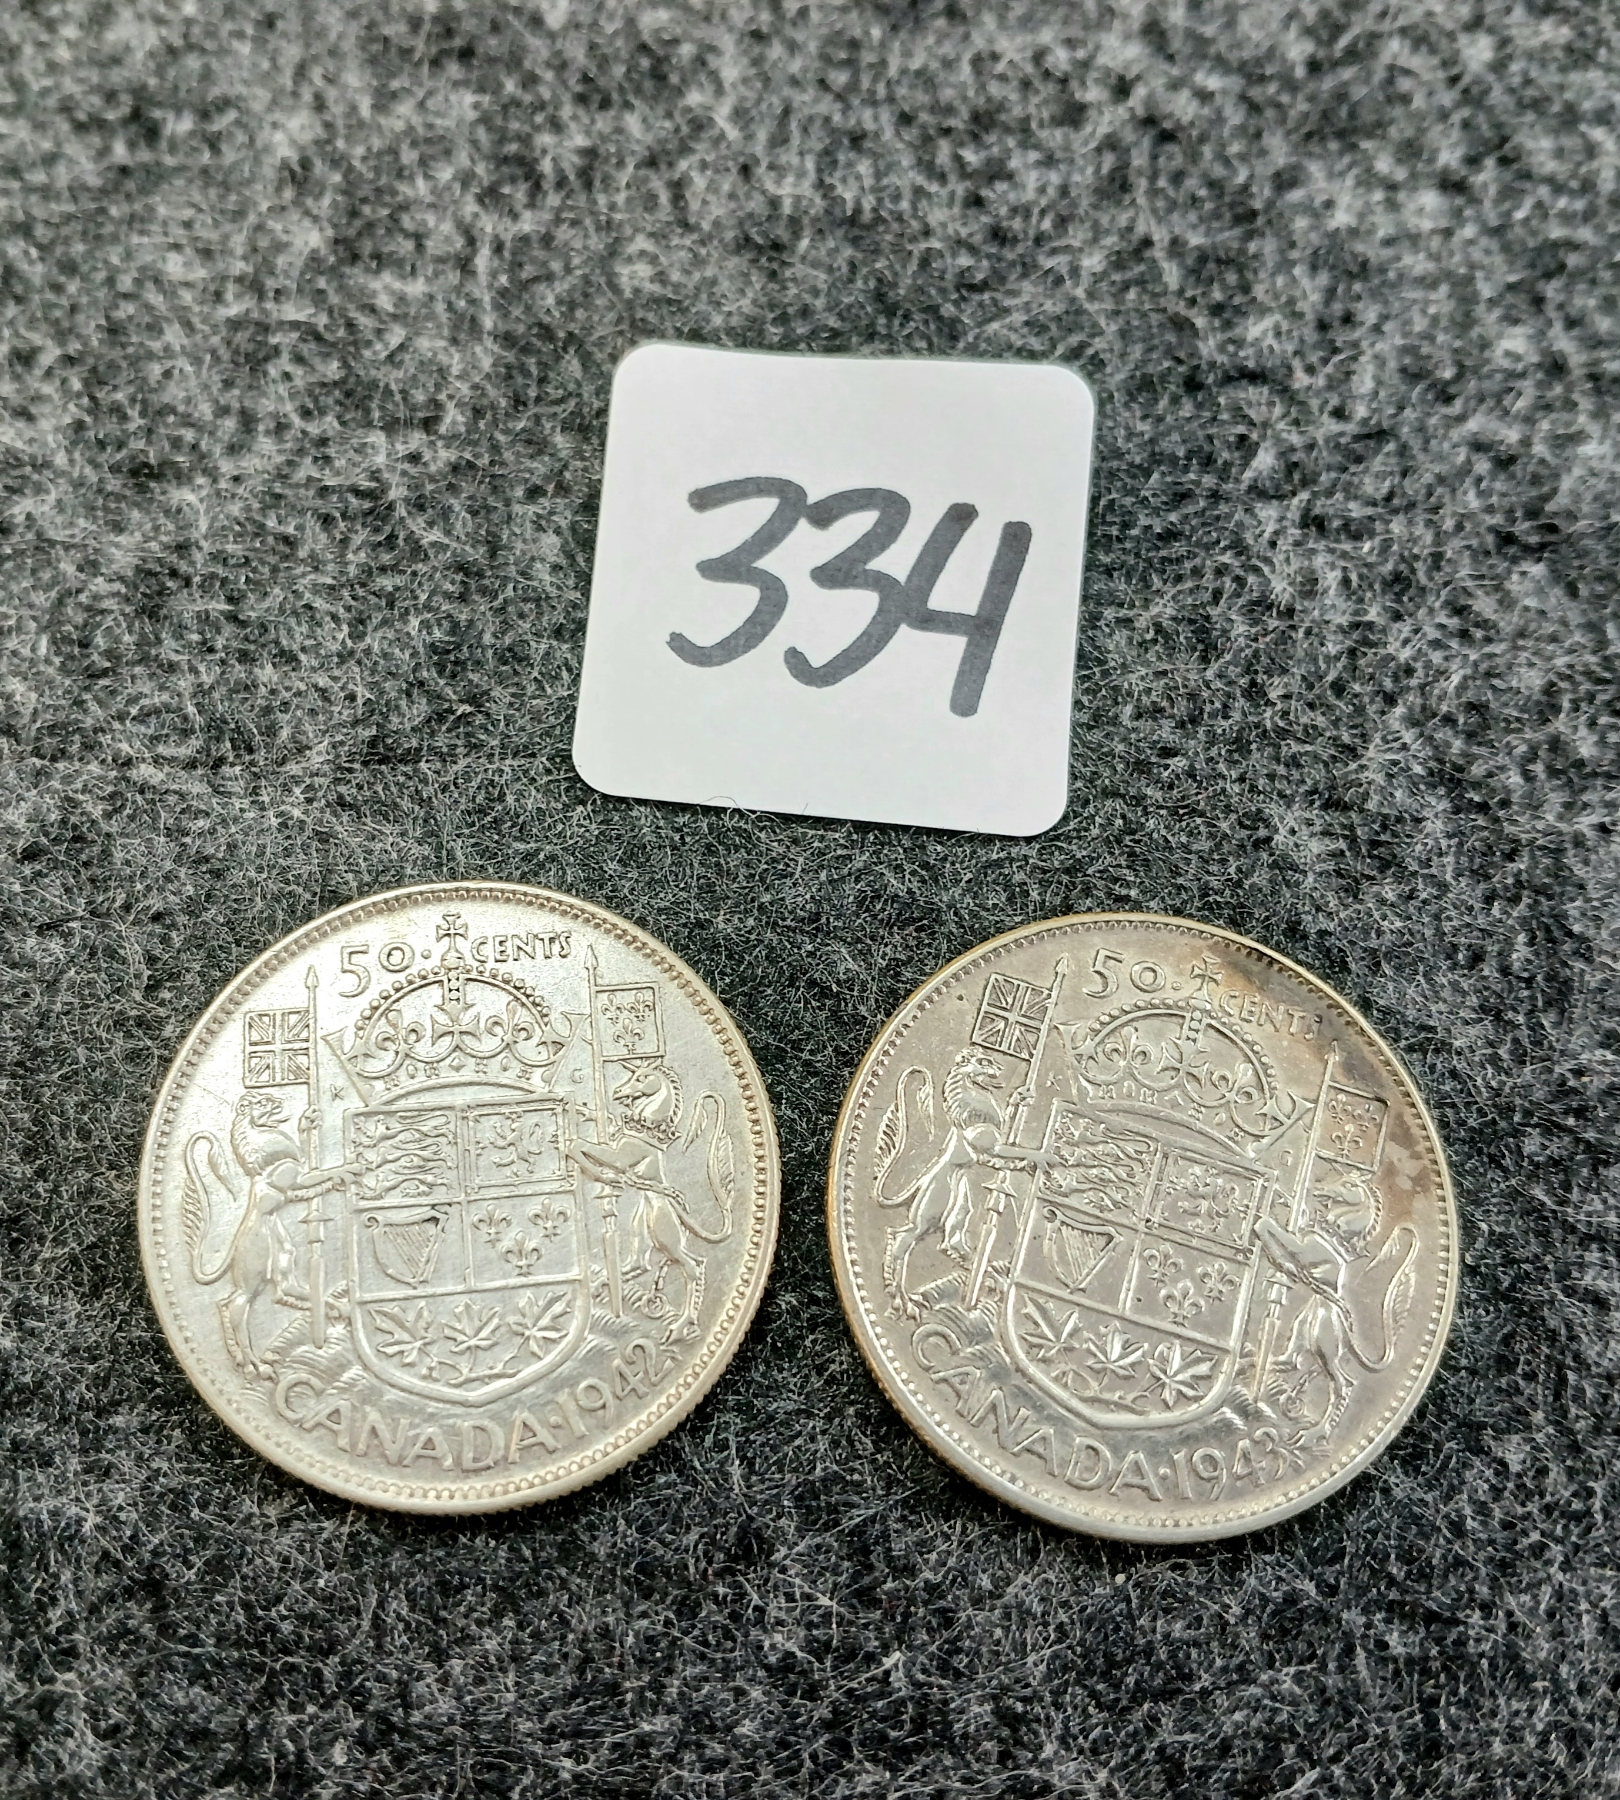 334
50 · CENTS
K G
CANADA · 1942
50 · CENTS
K G
CANADA · 1943